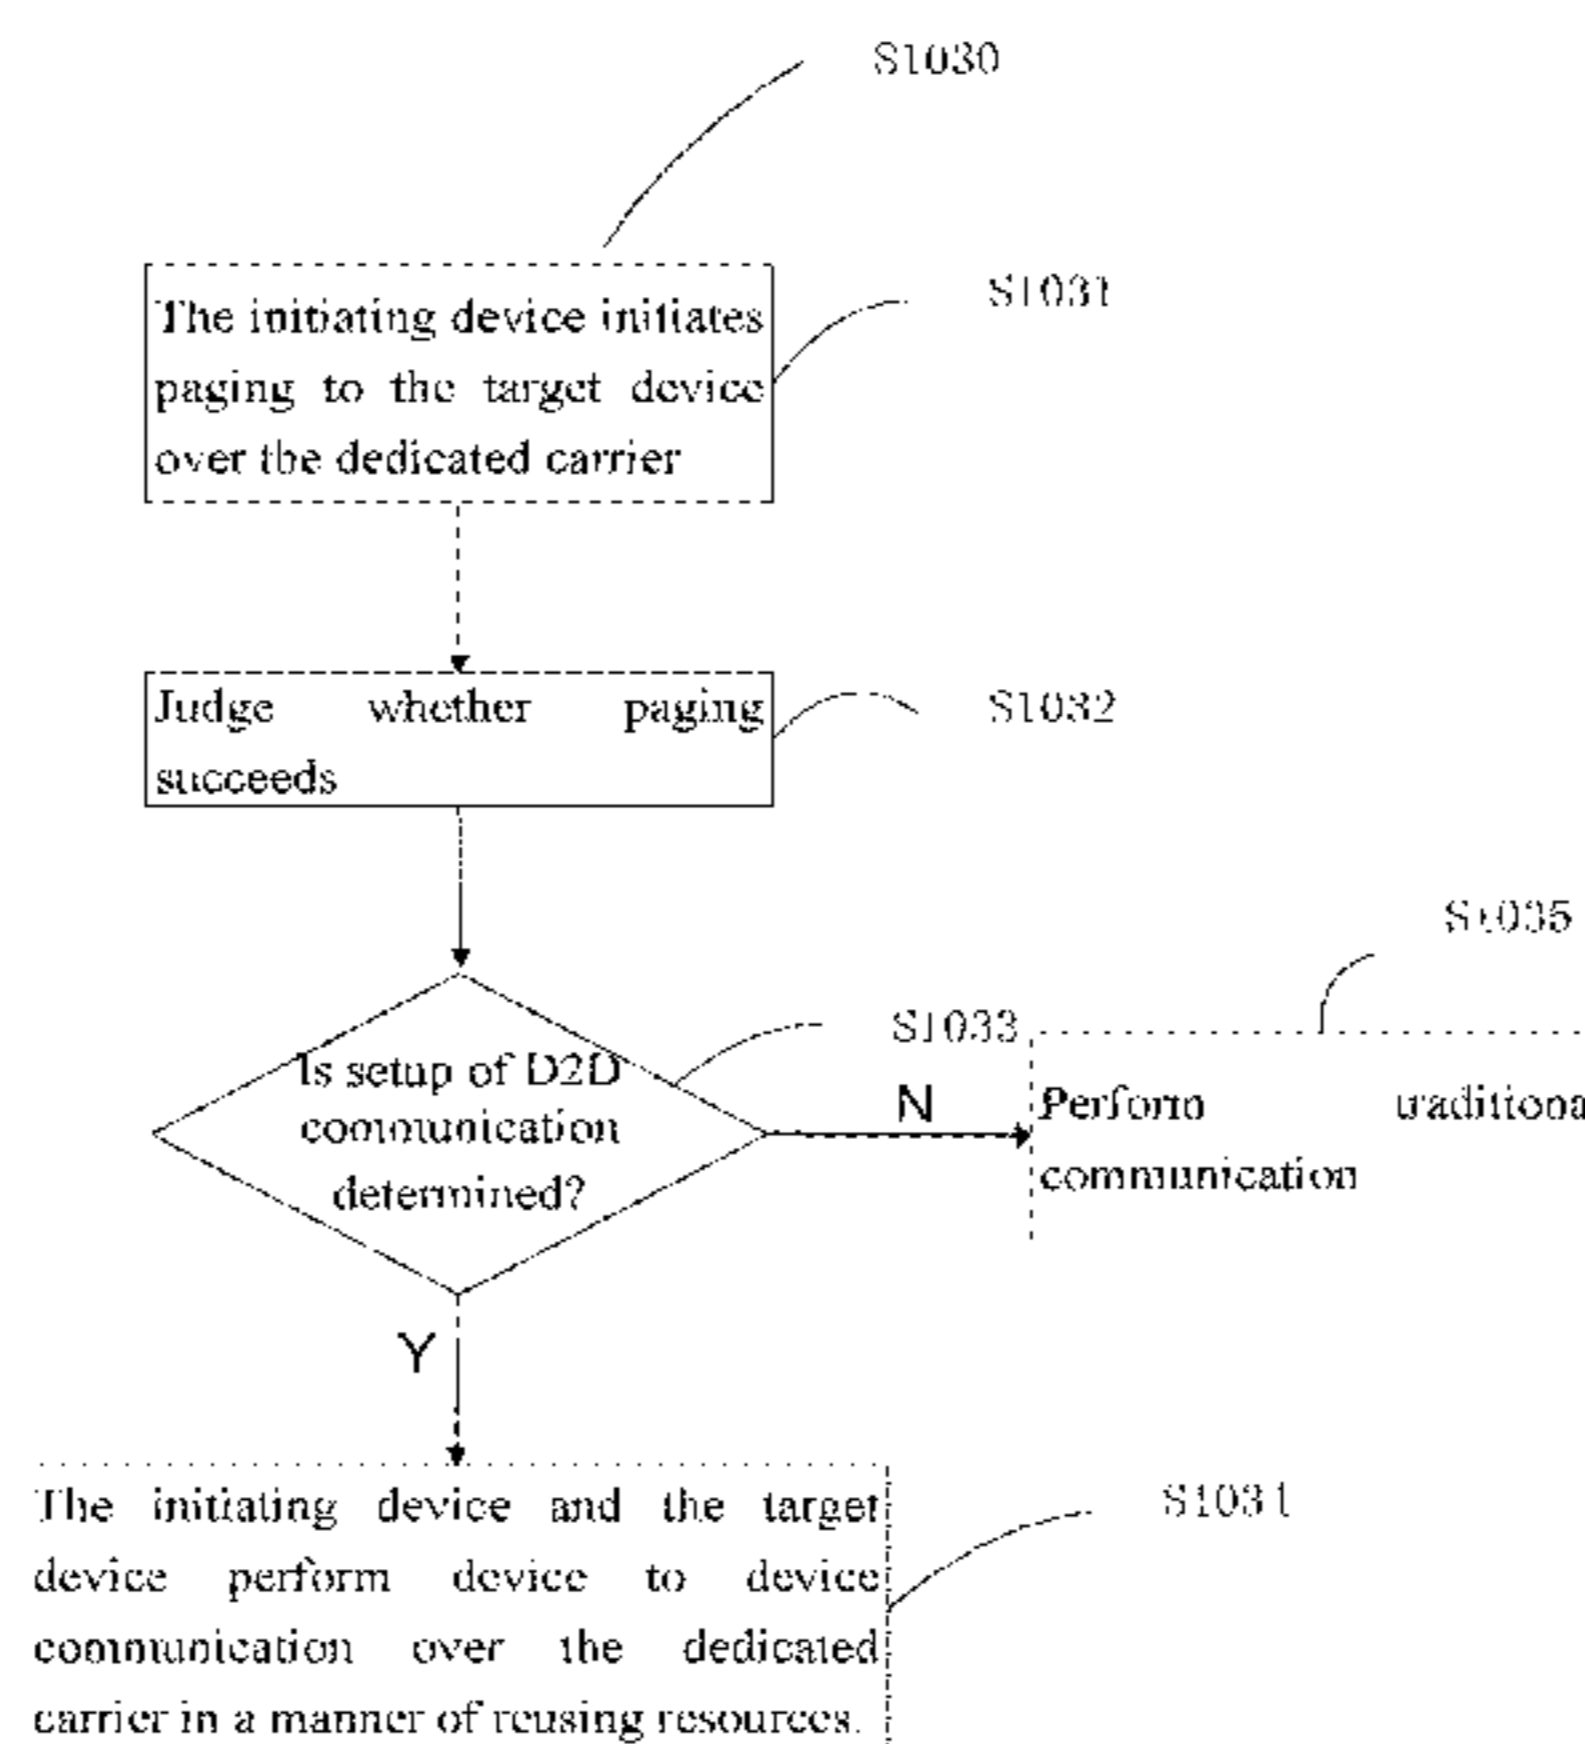 S1030
The initiating device initiates
paging to the target device
over the dedicated carrier
S1031
Judge whether paging
succeeds
S1032
S1035
Is setup of D2D
communication
determined?
S1033
N
Perform traditiona
communication
Y
The initiating device and the target
device perform device to device
communication over the dedicated
carrier in a manner of reusing resources.